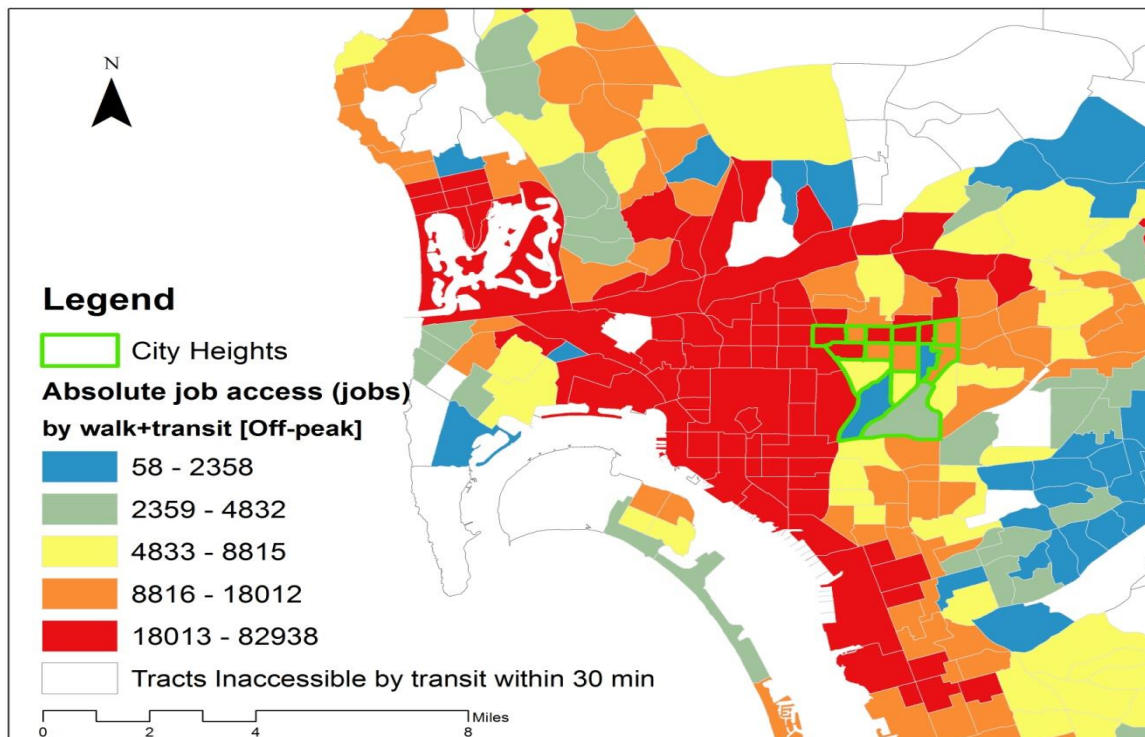 N
Legend
City Heights
Absolute job access (jobs)
by walk+transit [Off-peak]
58 - 2358
2359 - 4832
4833 - 8815
8816 - 18012
18013 - 82938
Tracts Inaccessible by transit within 30 min
Miles
0 2 4 8